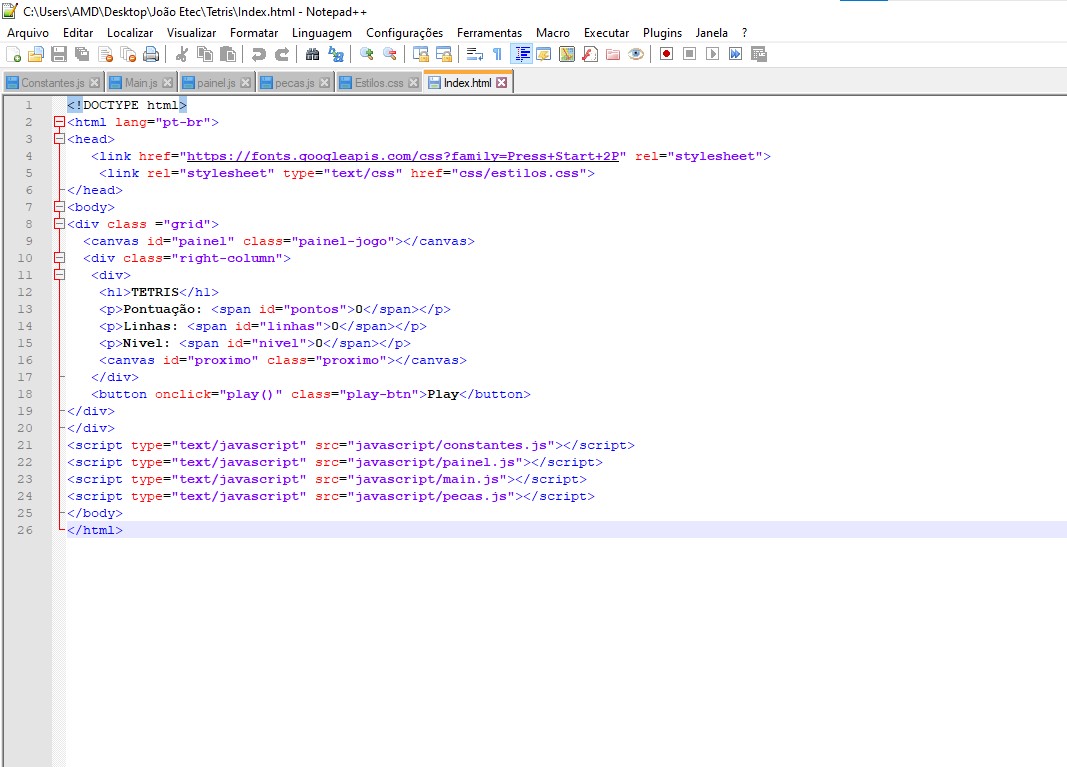 C:\Users\AMD\Desktop\João Etec\Tetris\Index.html - Notepad++
Arquivo Editar Localizar Visualizar Formatar Linguagem Configurações Ferramentas Macro Executar Plugins Janela ?
Constantes.js Main.js painel.js pecas.js Estilos.css Index.html
1 <!DOCTYPE html>
2 <html lang="pt-br">
3 <head>
4 <link href="https://fonts.googleapis.com/css?family=Press+Start+2P" rel="stylesheet">
5 <link rel="stylesheet" type="text/css" href="css/estilos.css">
6 </head>
7 <body>
8 <div class ="grid">
9 <canvas id="painel" class="painel-jogo"></canvas>
10 <div class="right-column">
11 <div>
12 <h1>TETRIS</h1>
13 <p>Pontuação: <span id="pontos">0</span></p>
14 <p>Linhas: <span id="linhas">0</span></p>
15 <p>Nivel: <span id="nivel">0</span></p>
16 <canvas id="proximo" class="proximo"></canvas>
17 </div>
18 <button onclick="play()" class="play-btn">Play</button>
19 </div>
20 </div>
21 <script type="text/javascript" src="javascript/constantes.js"></script>
22 <script type="text/javascript" src="javascript/painel.js"></script>
23 <script type="text/javascript" src="javascript/main.js"></script>
24 <script type="text/javascript" src="javascript/pecas.js"></script>
25 </body>
26 </html>